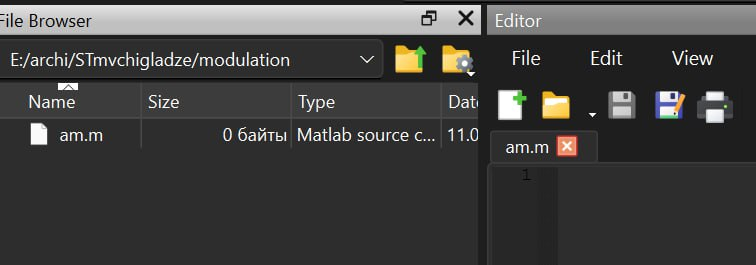 File Browser
E:/archi/STmvchigladze/modulation
Name Size Type Date
am.m 0 байты Matlab source c... 11.0
Editor
File Edit View
am.m
1